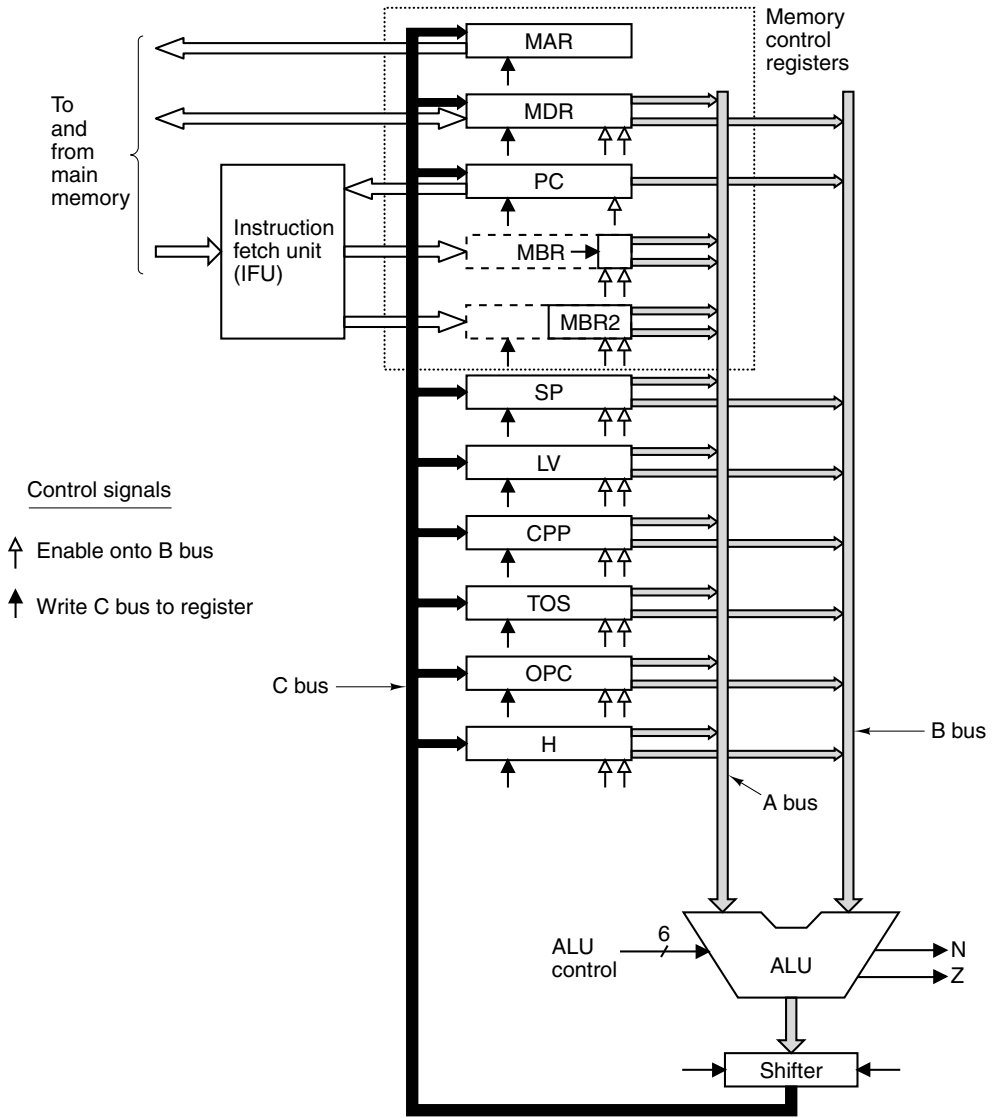 Memory
control
registers
To
and
from
main
memory
MAR
MDR
PC
Instruction
fetch unit
(IFU)
MBR
MBR2
SP
LV
CPP
TOS
OPC
H
Control signals
Enable onto B bus
Write C bus to register
C bus
B bus
A bus
ALU
control
6
ALU
N
Z
Shifter